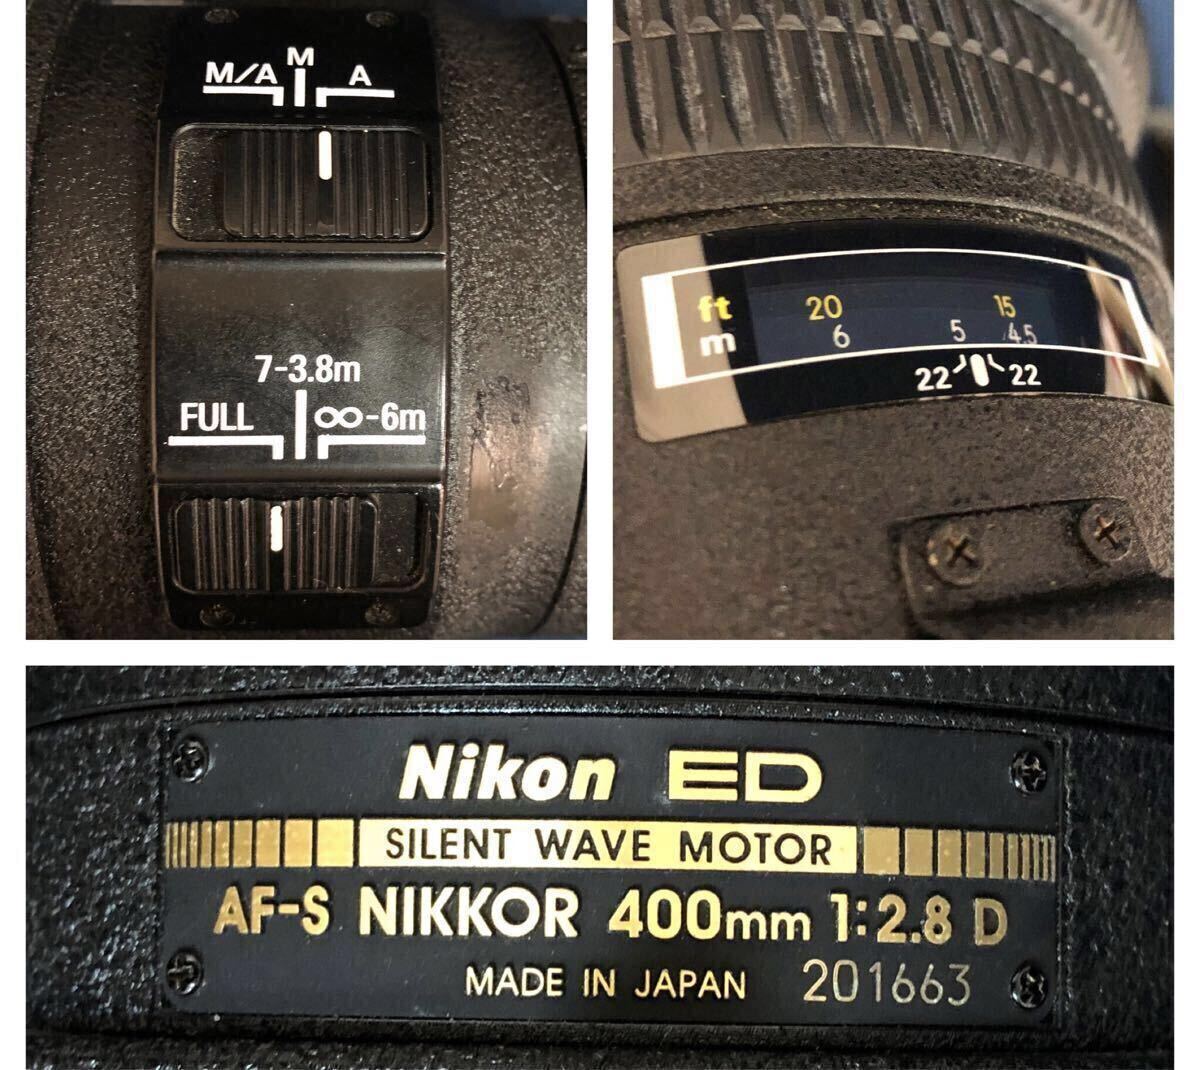 M/A M A
7-3.8m
FULL ∞-6m
ft 20 15
m 6 5 4.5
22 22
Nikon ED
SILENT WAVE MOTOR
AF-S NIKKOR 400mm 1:2.8 D
MADE IN JAPAN 201663